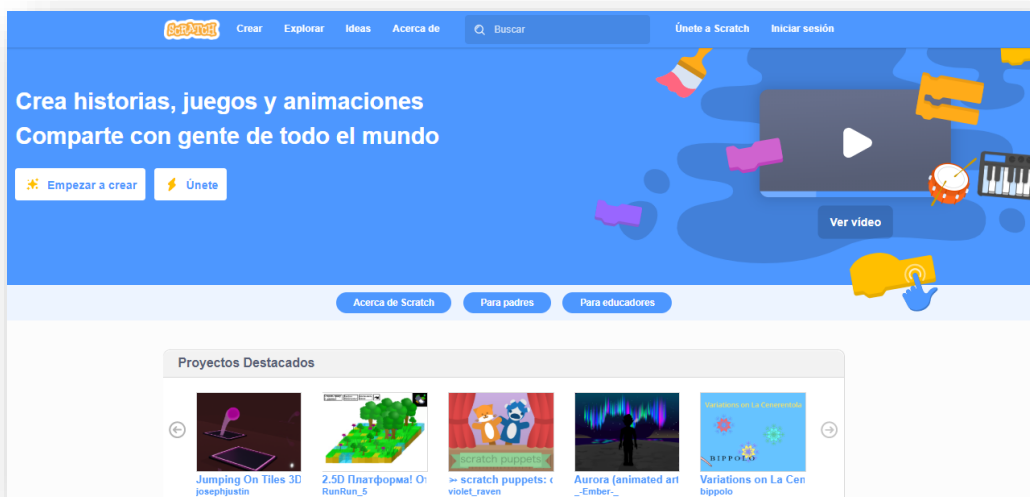 SCRATCH Crear Explorar Ideas Acerca de Buscar Únete a Scratch Iniciar sesión
Crea historias, juegos y animaciones
Comparte con gente de todo el mundo
Empezar a crear Únete
Ver vídeo
Acerca de Scratch Para padres Para educadores
Proyectos Destacados
Variations on La Cenerentola
scratch puppets
BIPPOLO
Jumping On Tiles 3D 2.5D Платформа! От ➢ scratch puppets: c Aurora (animated art Variations on La Cen
josephjustin RunRun_5 violet_raven _-Ember-_ bippolo